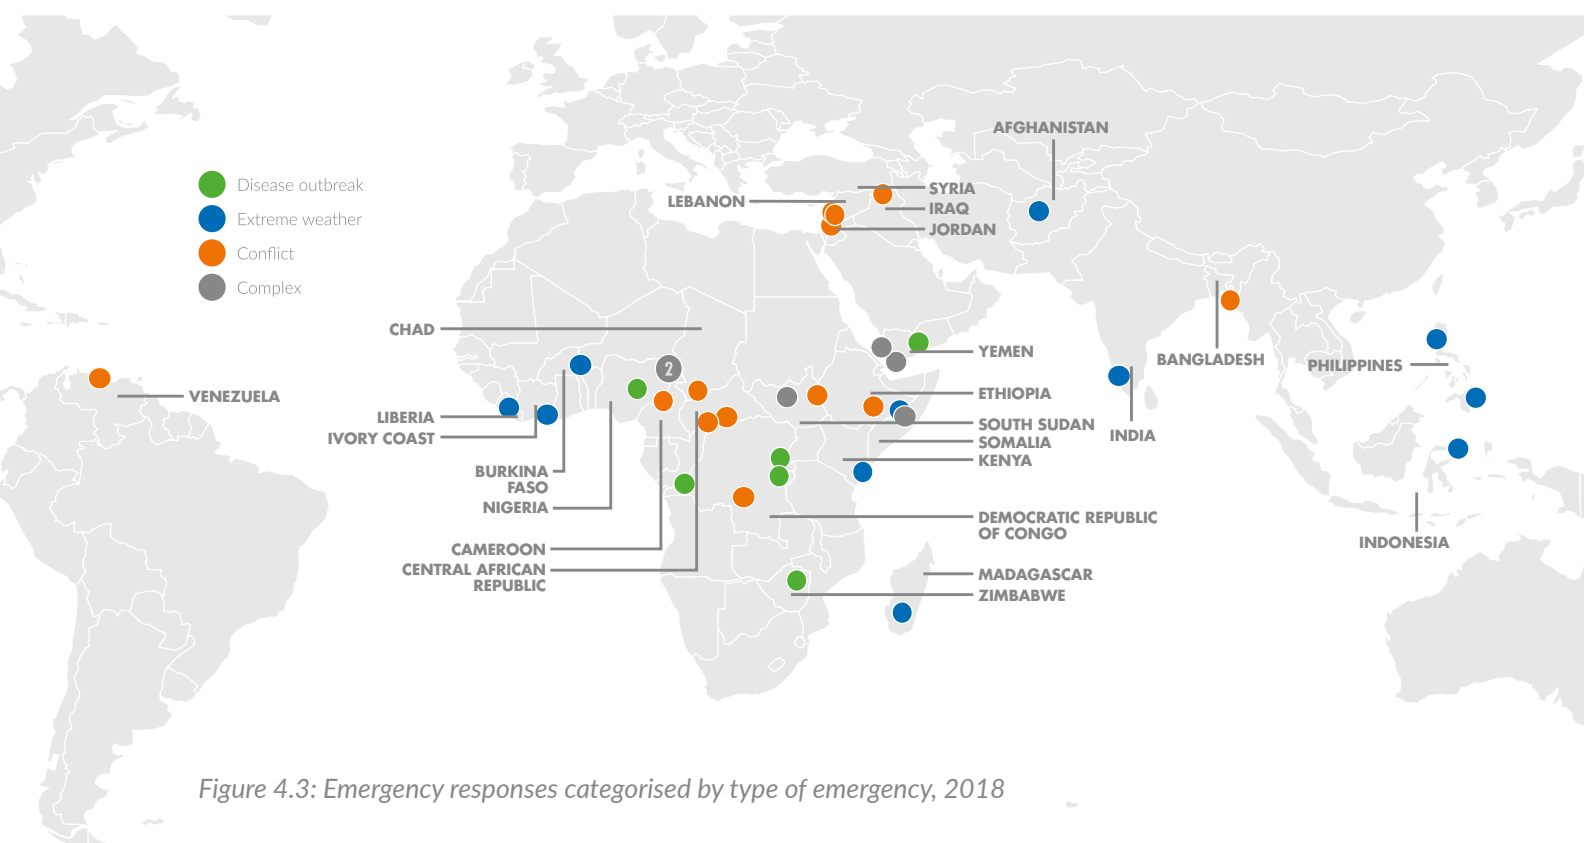 AFGHANISTAN
Disease outbreak
Extreme weather
Conflict
Complex
LEBANON
SYRIA
IRAQ
JORDAN
CHAD
VENEZUELA
LIBERIA
IVORY COAST
BURKINA
FASO
NIGERIA
CAMEROON
CENTRAL AFRICAN
REPUBLIC
2
YEMEN
ETHIOPIA
SOUTH SUDAN
SOMALIA
KENYA
DEMOCRATIC REPUBLIC
OF CONGO
MADAGASCAR
ZIMBABWE
BANGLADESH
INDIA
PHILIPPINES
INDONESIA
Figure 4.3: Emergency responses categorised by type of emergency, 2018